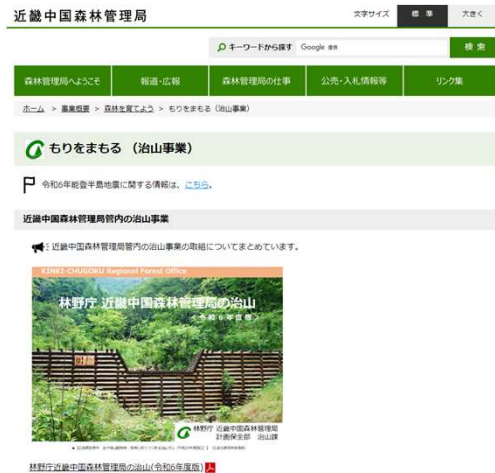 近畿中国森林管理局
文字サイズ 標準 大きく
キーワードから探す Google 検索 検索
森林管理局へようこそ 報道・広報 森林管理局の仕事 公売・入札情報等 リンク集
ホーム > 事業概要 > 森林を育てよう > もりをまもる（治山事業）
もりをまもる （治山事業）
令和6年能登半島地震に関する情報は、こちら。
近畿中国森林管理局管内の治山事業
：近畿中国森林管理局管内の治山事業の取組についてまとめています。
KINKI-CHUGOKU Regional Forest Office
林野庁 近畿中国森林管理局の治山
＜令和6年度版＞
林野庁 近畿中国森林管理局
計画保全部 治山課
林野庁近畿中国森林管理局の治山(令和6年度版)